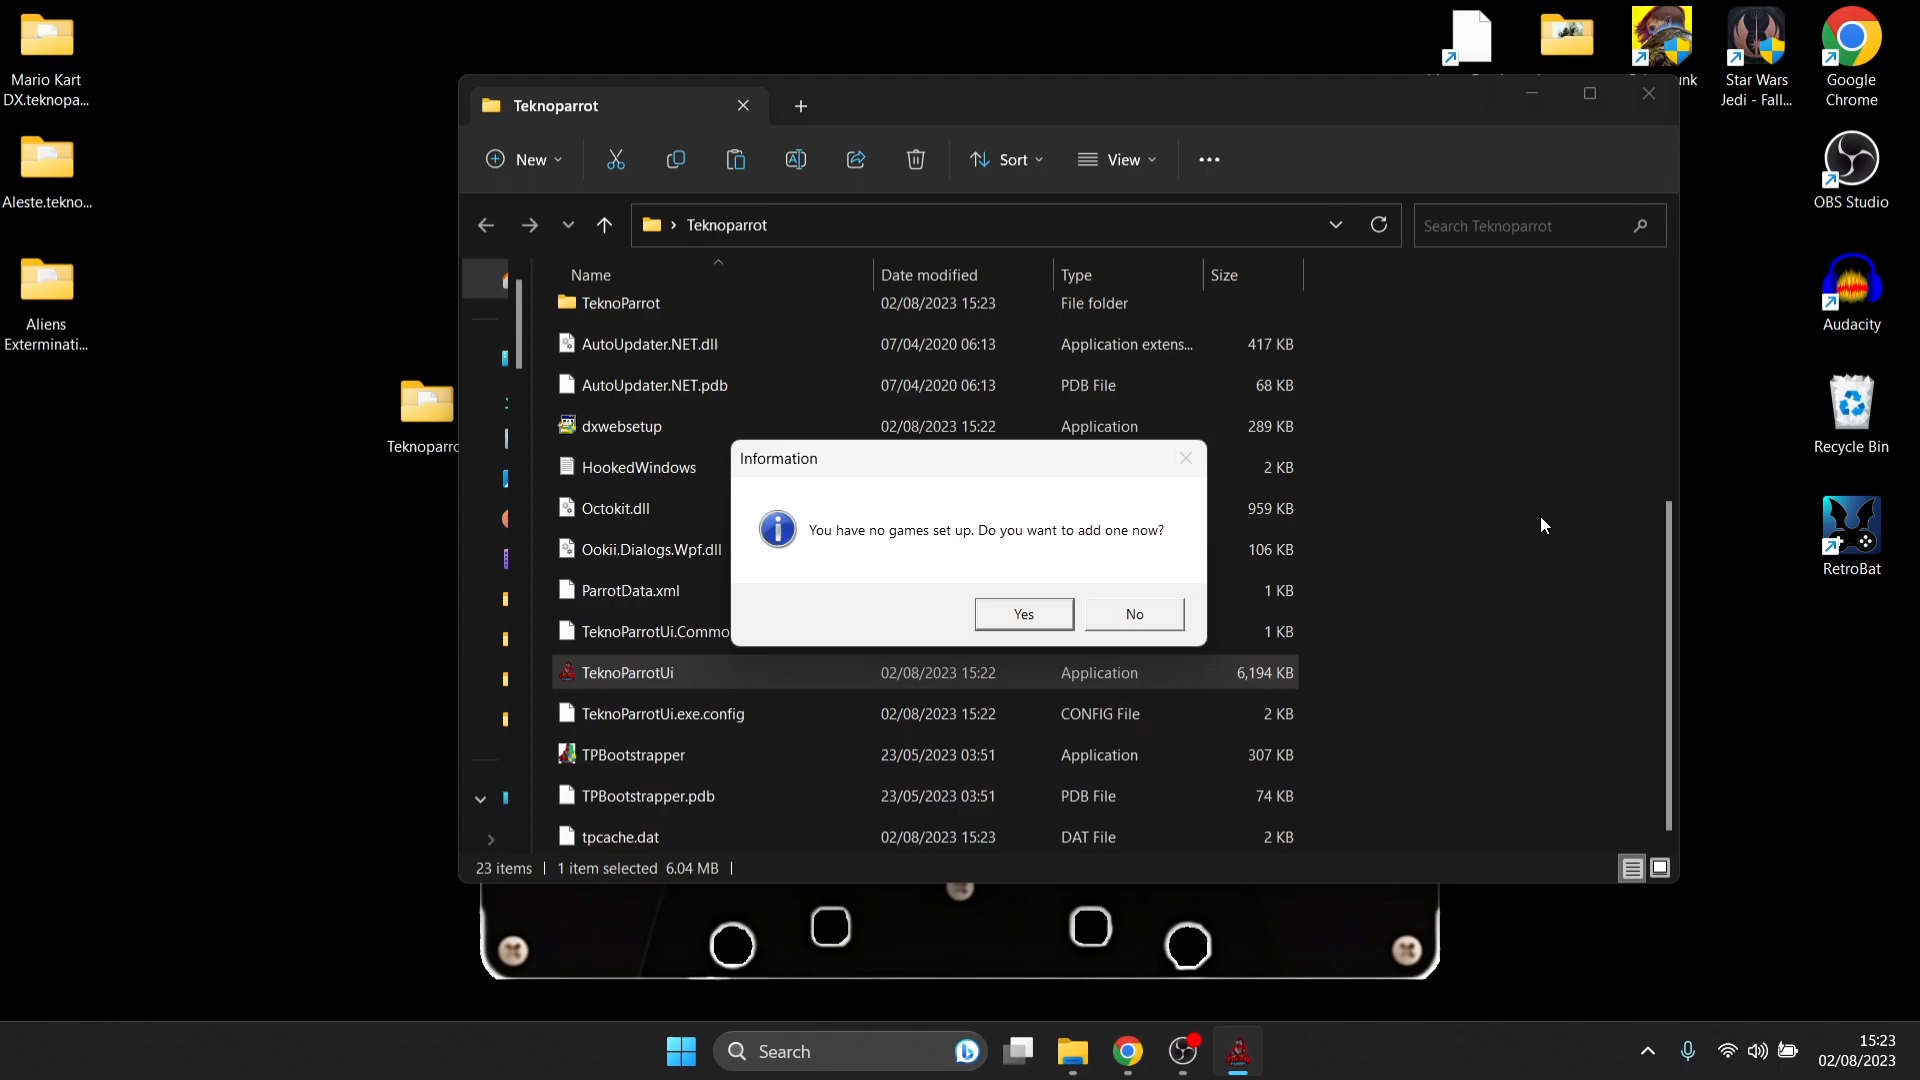 Mario Kart
DX.teknopa...
Aleste.tekno...
Aliens
Exterminati...
Teknoparro
Star Wars
Jedi - Fall...
Google
Chrome
OBS Studio
Audacity
Recycle Bin
RetroBat
Teknoparrot
New
Sort
View
Teknoparrot
Search Teknoparrot
Name Date modified Type Size
TeknoParrot 02/08/2023 15:23 File folder
AutoUpdater.NET.dll 07/04/2020 06:13 Application extens... 417 KB
AutoUpdater.NET.pdb 07/04/2020 06:13 PDB File 68 KB
dxwebsetup 02/08/2023 15:22 Application 289 KB
HookedWindows 2 KB
Octokit.dll 959 KB
Ookii.Dialogs.Wpf.dll 106 KB
ParrotData.xml 1 KB
TeknoParrotUi.Commo 1 KB
TeknoParrotUi 02/08/2023 15:22 Application 6,194 KB
TeknoParrotUi.exe.config 02/08/2023 15:22 CONFIG File 2 KB
TPBootstrapper 23/05/2023 03:51 Application 307 KB
TPBootstrapper.pdb 23/05/2023 03:51 PDB File 74 KB
tpcache.dat 02/08/2023 15:23 DAT File 2 KB
23 items 1 item selected 6.04 MB
Information
You have no games set up. Do you want to add one now?
Yes No
Search
15:23
02/08/2023